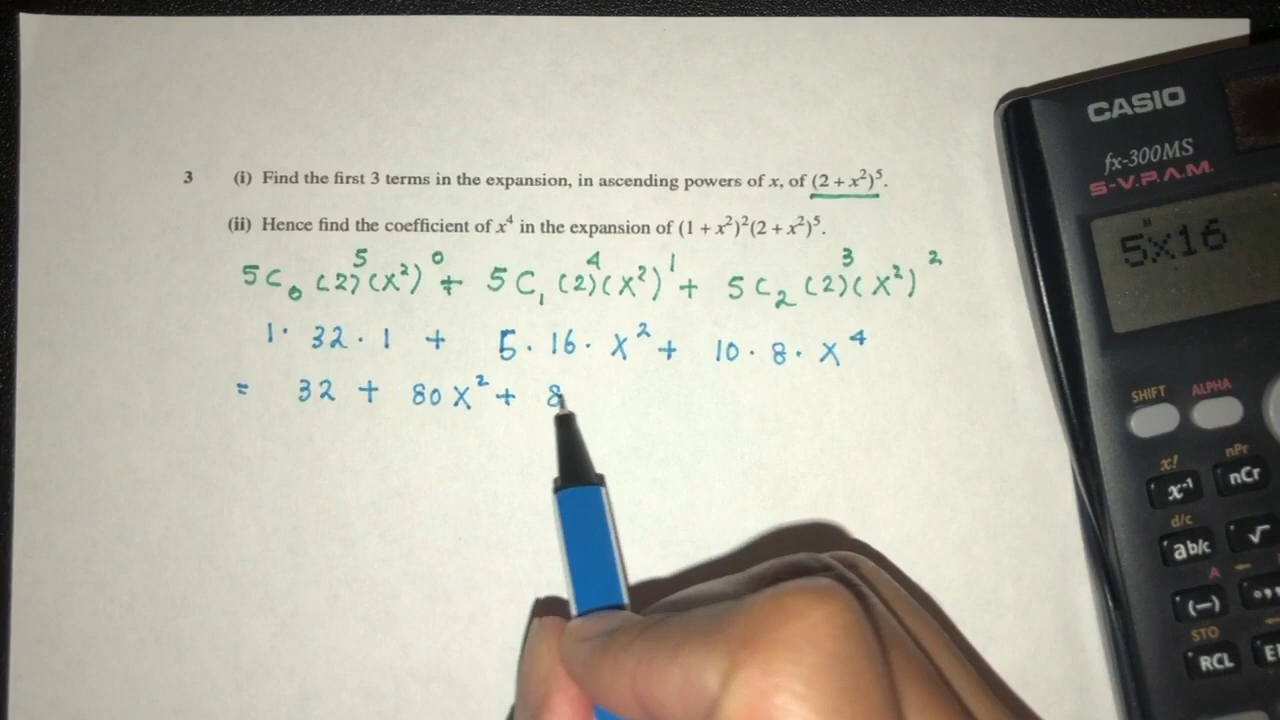 3 (i) Find the first 3 terms in the expansion, in ascending powers of x, of (2 + x²)⁵.
(ii) Hence find the coefficient of x⁴ in the expansion of (1 + x²)²(2 + x²)⁵.
5C₀ (2)⁵(x²)⁰ + 5C₁ (2)⁴(x²)¹ + 5C₂ (2)³(x²)²
1 · 32 · 1 + 5 · 16 · x² + 10 · 8 · x⁴
= 32 + 80x² + 8
CASIO
fx-300MS
S-V.P.A.M.
5x16
SHIFT ALPHA
x! nPr
x⁻¹ nCr
d/c
ab/c √
A
(−) °,,
STO
RCL